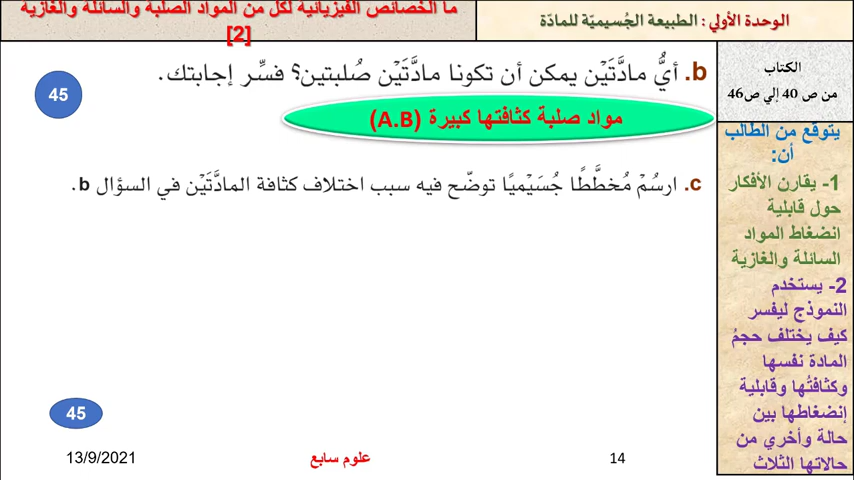 الوحدة الأولي : الطبيعة الجُسيميّة للمادّة
ما الخصائص الفيزيائية لكل من المواد الصلبة والسائلة والغازية
[2]
الكتاب
من ص 40 إلي ص46
يتوقع من الطالب
أن:
1- يقارن الأفكار
حول قابلية
انضغاط المواد
السائلة والغازية
2- يستخدم
النموذج ليفسر
كيف يختلف حجمُ
المادة نفسها
وكثافتُها وقابلية
إنضغاطها بين
حالة وأخري من
حالاتها الثلاث
b. أيُّ مادَّتَيْن يمكن أن تكونا مادَّتَيْن صُلبتين؟ فسِّر إجابتك.
45
مواد صلبة كثافتها كبيرة (A.B)
c. ارسُمْ مُخطَّطًا جُسَيْميًا توضّح فيه سبب اختلاف كثافة المادَّتَيْن في السؤال b.
45
14
علوم سابع
13/9/2021